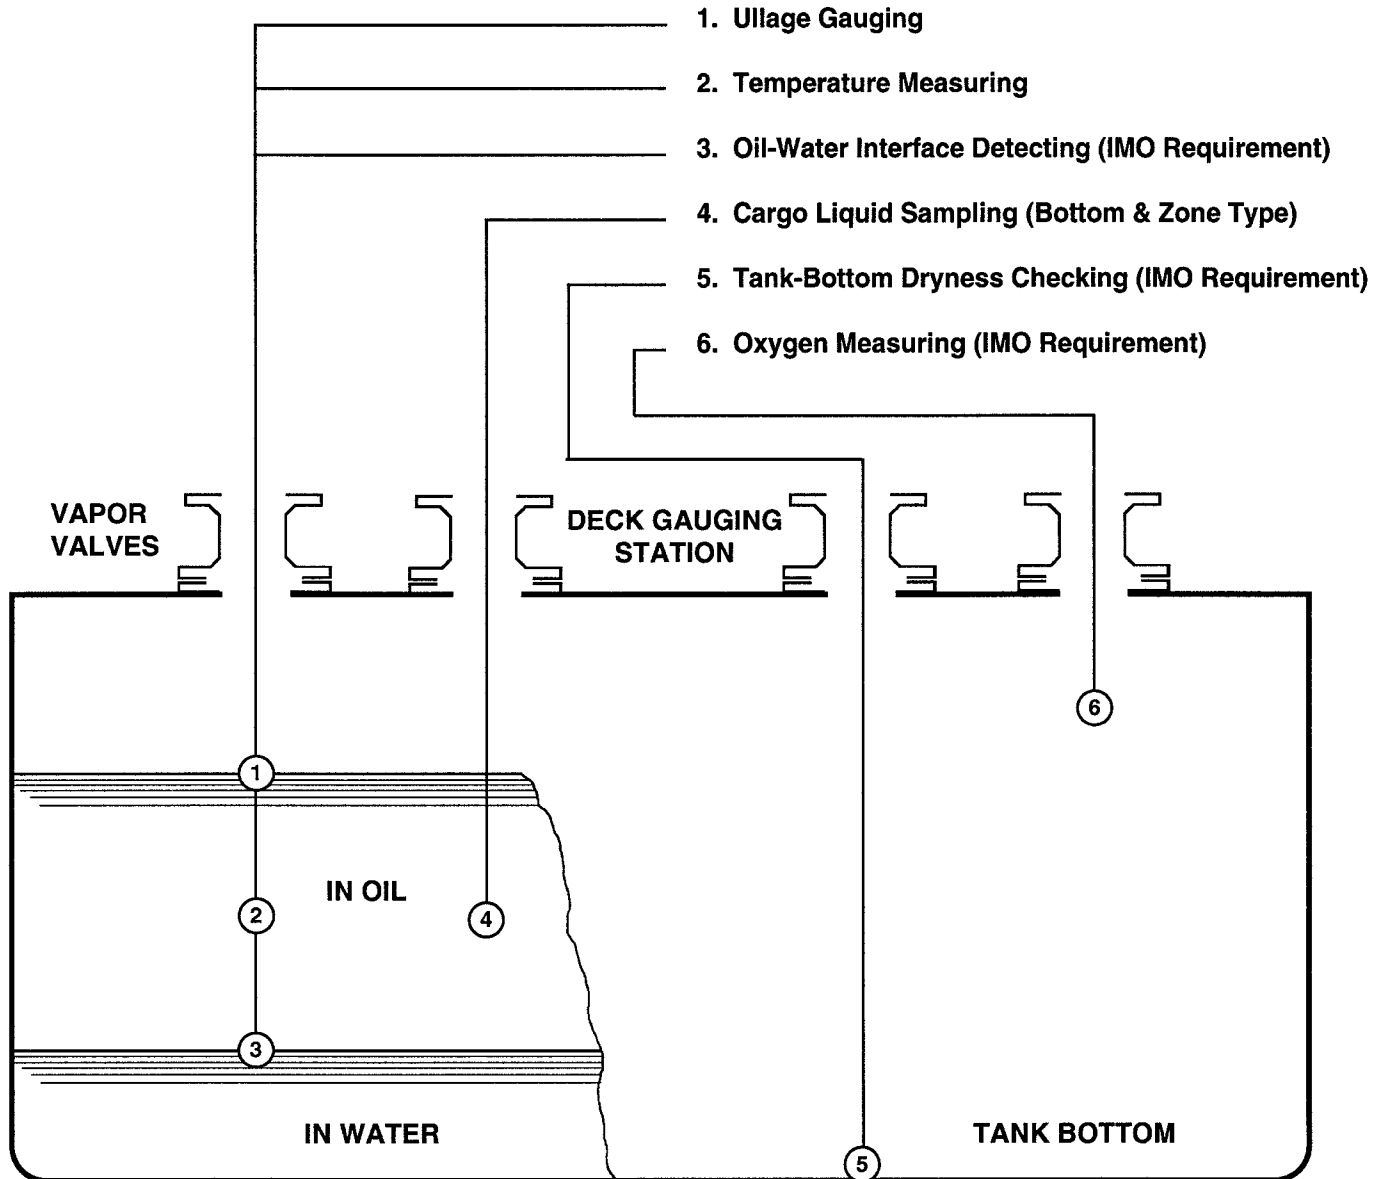 1. Ullage Gauging
2. Temperature Measuring
3. Oil-Water Interface Detecting (IMO Requirement)
4. Cargo Liquid Sampling (Bottom & Zone Type)
5. Tank-Bottom Dryness Checking (IMO Requirement)
6. Oxygen Measuring (IMO Requirement)
VAPOR
VALVES
DECK GAUGING
STATION
6
1
IN OIL
2
4
3
IN WATER
TANK BOTTOM
5